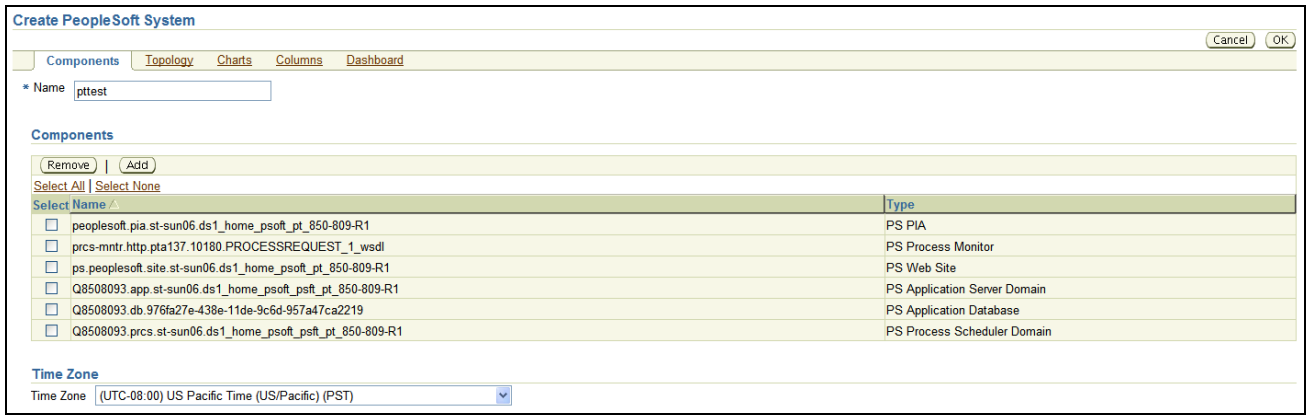 Create PeopleSoft System
Cancel OK
Components Topology Charts Columns Dashboard
* Name pttest
Components
Remove | Add
Select All | Select None
Select Name Type
peoplesoft.pia.st-sun06.ds1_home_psoft_pt_850-809-R1 PS PIA
prcs-mntr.http.pta137.10180.PROCESSREQUEST_1_wsdl PS Process Monitor
ps.peoplesoft.site.st-sun06.ds1_home_psoft_pt_850-809-R1 PS Web Site
Q8508093.app.st-sun06.ds1_home_psoft_psft_pt_850-809-R1 PS Application Server Domain
Q8508093.db.976fa27e-438e-11de-9c6d-957a47ca2219 PS Application Database
Q8508093.prcs.st-sun06.ds1_home_psoft_psft_pt_850-809-R1 PS Process Scheduler Domain
Time Zone
Time Zone (UTC-08:00) US Pacific Time (US/Pacific) (PST)